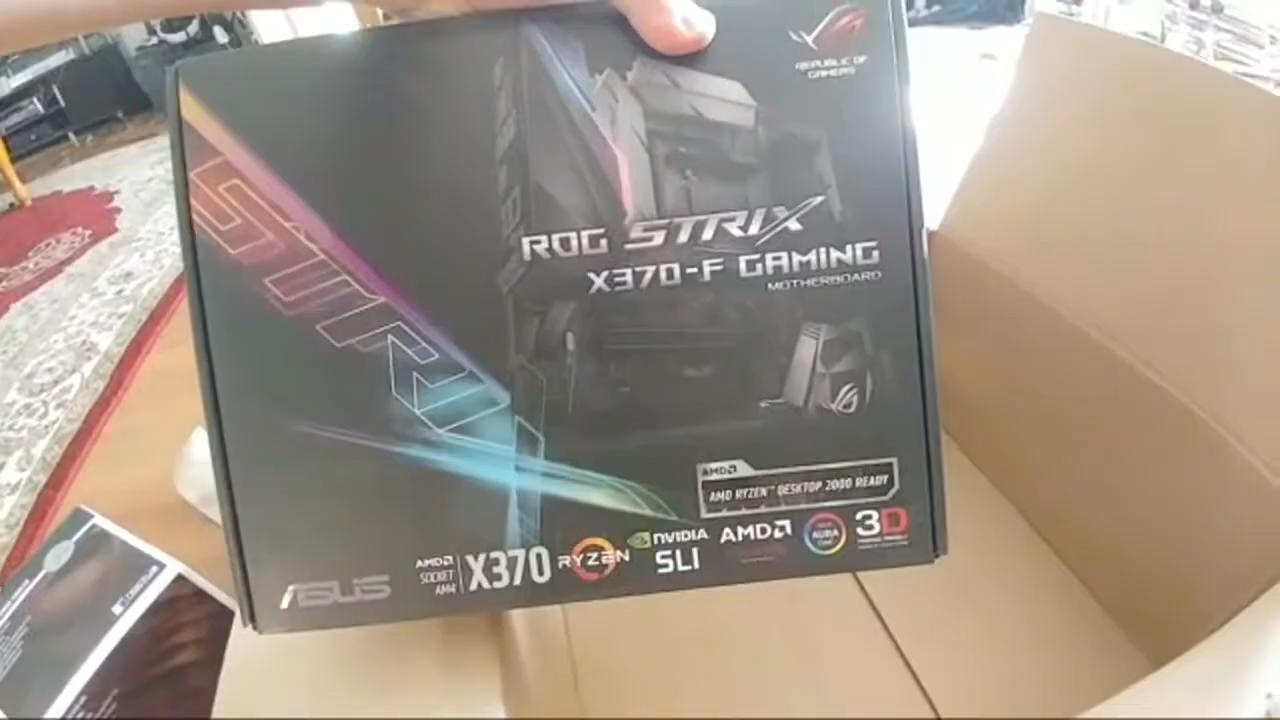 REPUBLIC OF
GAMERS
ROG STRIX
X370-F GAMING
MOTHERBOARD
AMD
AMD RYZEN™ DESKTOP 2000 READY
ASUS
AMD
SOCKET
AM4
X370
RYZEN
NVIDIA
SLI
AMD
AURA
3D